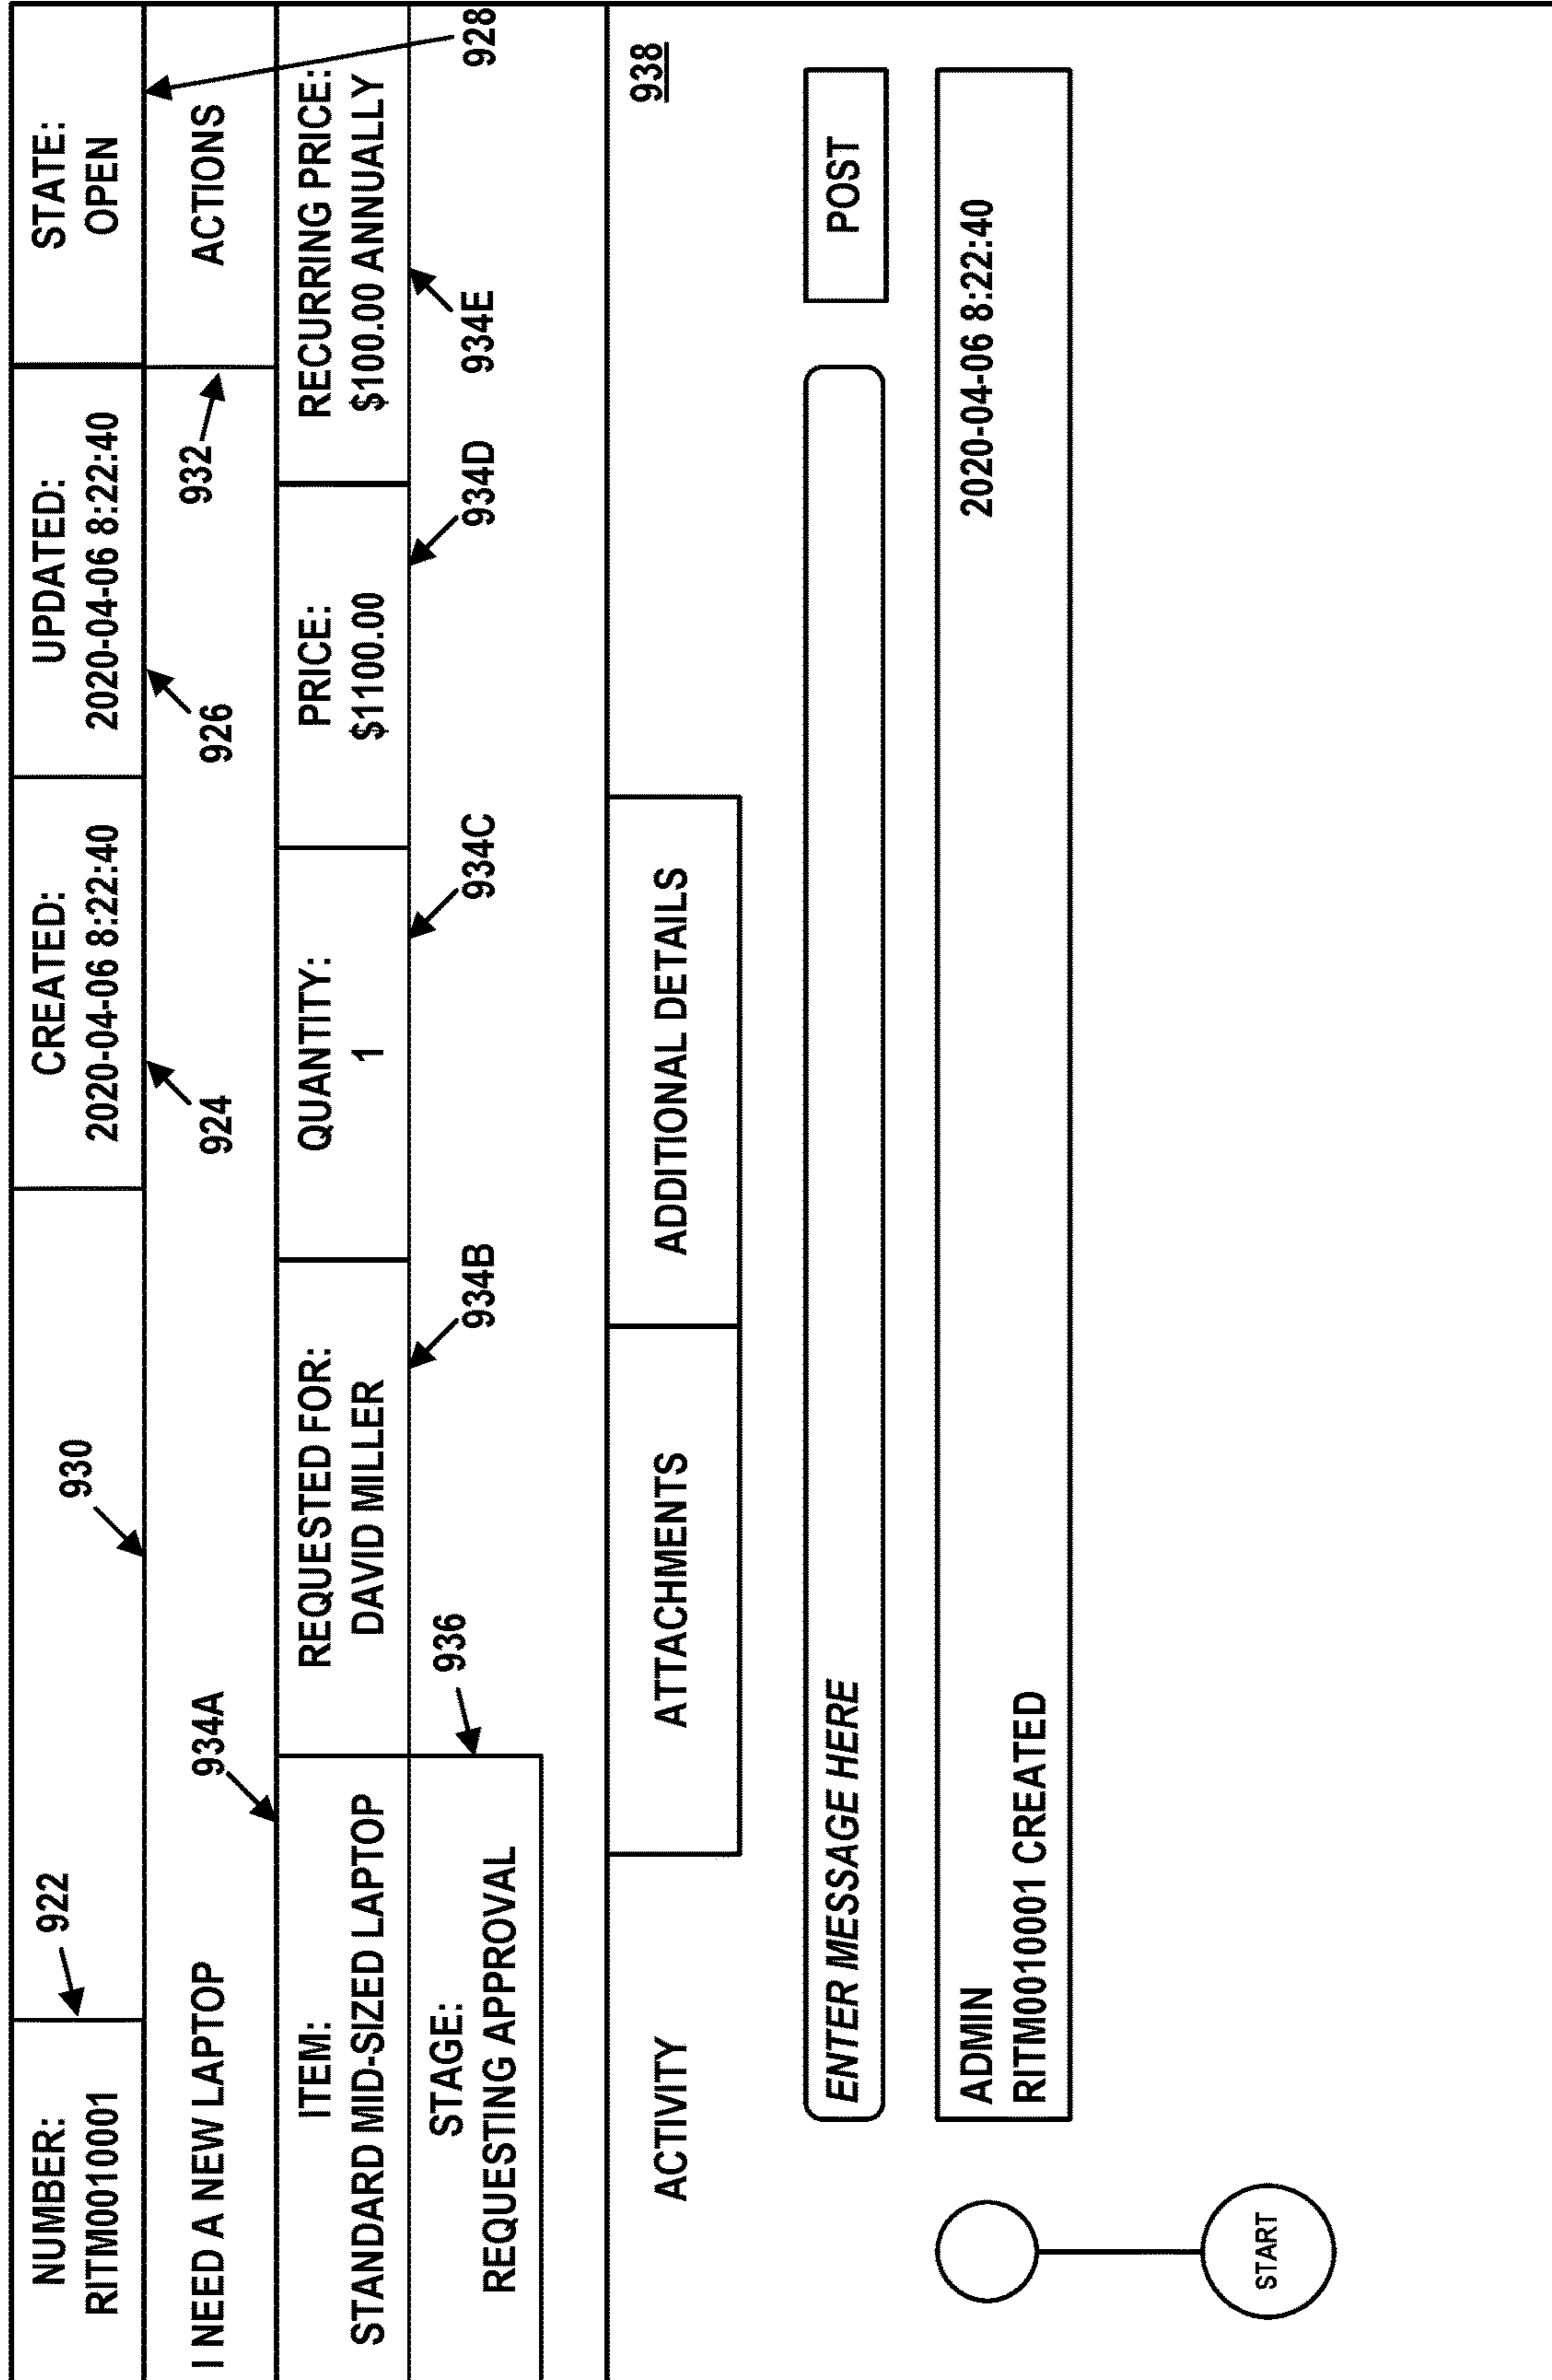 NUMBER:
RITM0010001
922
930
CREATED:
2020-04-06 8:22:40
924
UPDATED:
2020-04-06 8:22:40
926
STATE:
OPEN
928
I NEED A NEW LAPTOP
934A
932
ACTIONS
ITEM:
STANDARD MID-SIZED LAPTOP
REQUESTED FOR:
DAVID MILLER
934B
QUANTITY:
1
934C
PRICE:
$1100.00
934D
RECURRING PRICE:
$100.00 ANNUALLY
934E
STAGE:
REQUESTING APPROVAL
936
ACTIVITY
ATTACHMENTS
ADDITIONAL DETAILS
938
ENTER MESSAGE HERE
POST
ADMIN
2020-04-06 8:22:40
RITM0010001 CREATED
START